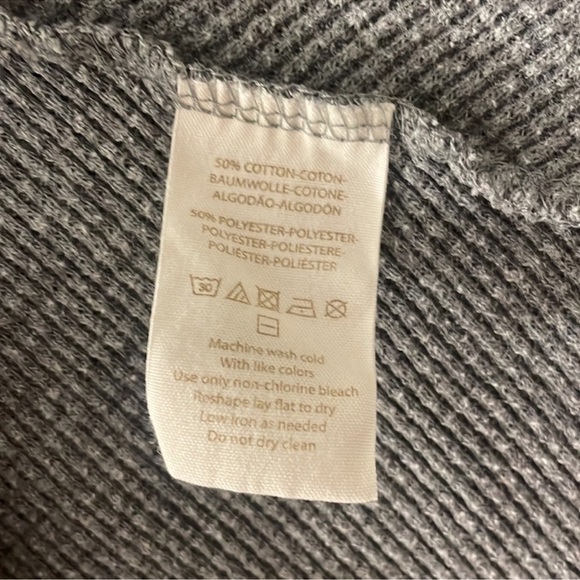 50% COTTON-COTON-
BAUMWOLLE-COTONE-
ALGODÃO-ALGODÓN
50% POLYESTER-POLYESTER-
POLYESTER-POLIESTERE-
POLIÉSTER-POLIÉSTER
30
Machine wash cold
With like colors
Use only non-chlorine bleach
Reshape lay flat to dry
Low iron as needed
Do not dry clean